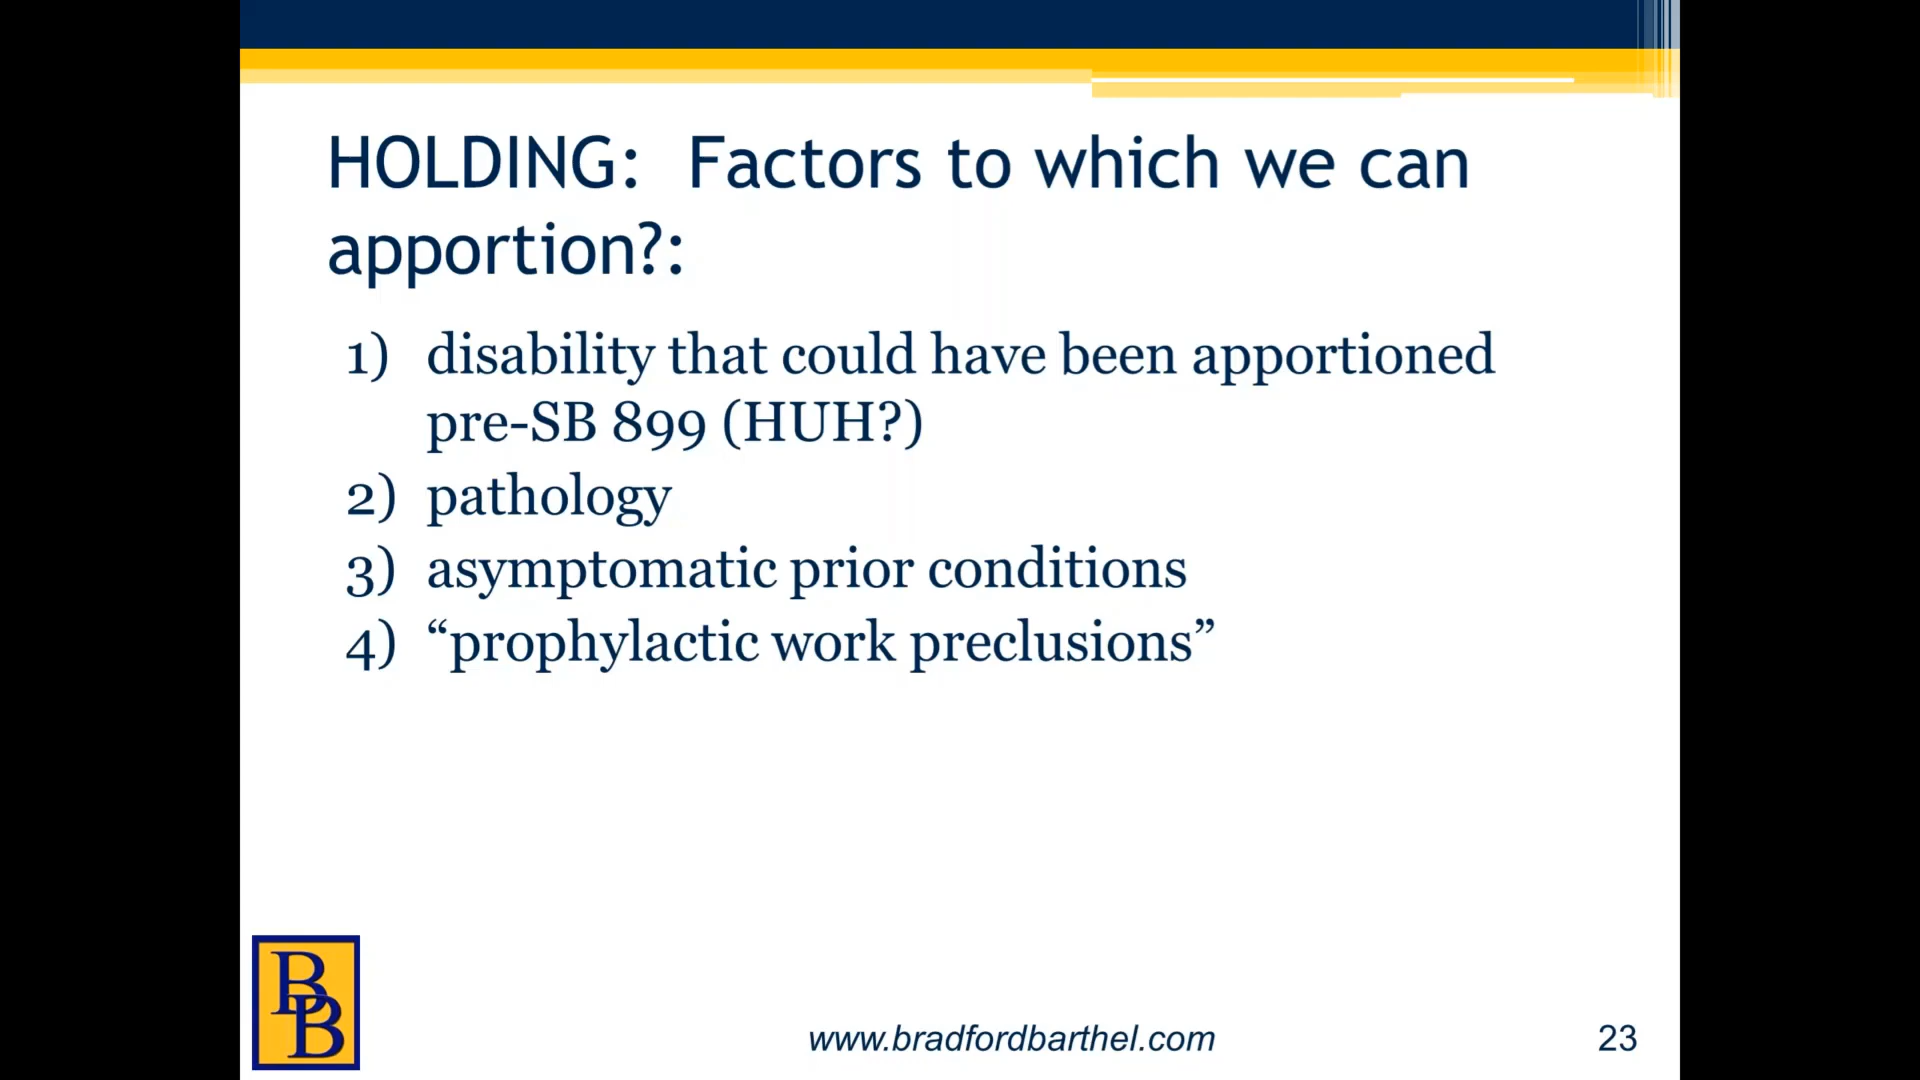 HOLDING: Factors to which we can
apportion?:
1) disability that could have been apportioned
pre-SB 899 (HUH?)
2) pathology
3) asymptomatic prior conditions
4) “prophylactic work preclusions”
BB
www.bradfordbarthel.com
23